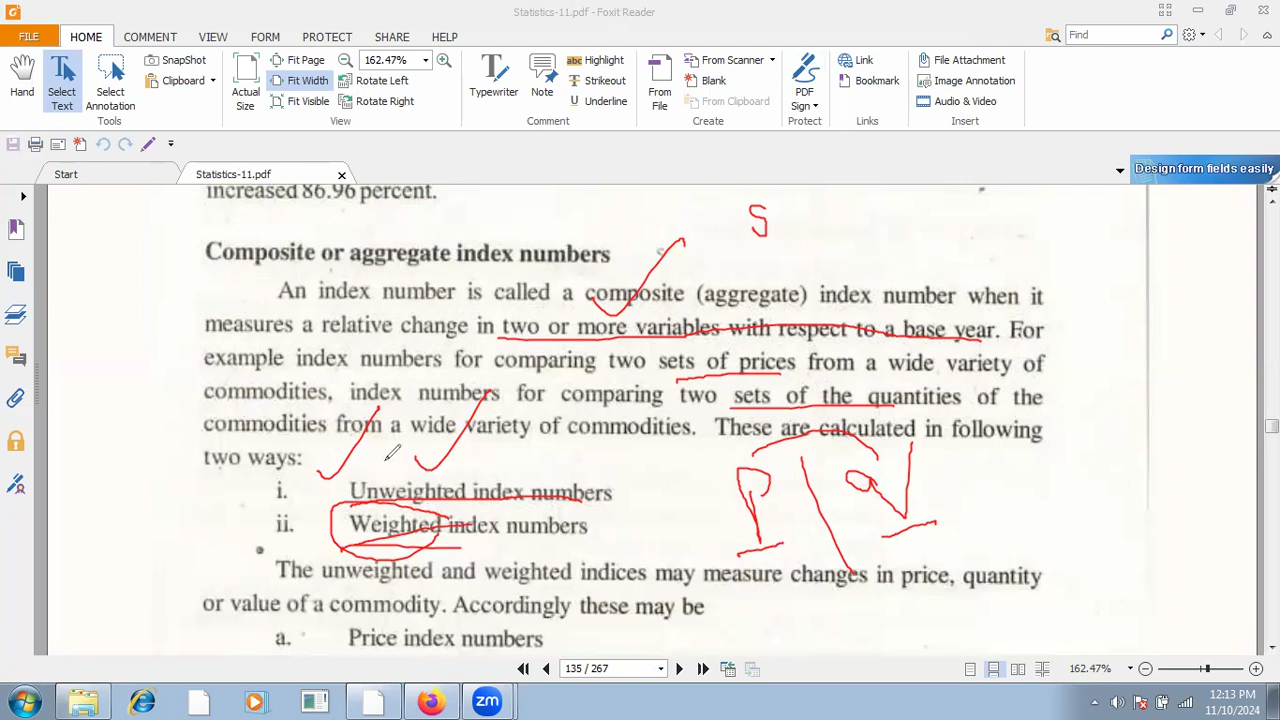 Statistics-11.pdf - Foxit Reader
FILE HOME COMMENT VIEW FORM PROTECT SHARE HELP
Find
Hand
Select Text
Select Annotation
SnapShot
Clipboard
Tools
Actual Size
Fit Page
Fit Width
Fit Visible
162.47%
Rotate Left
Rotate Right
View
Typewriter
Note
Highlight
Strikeout
Underline
Comment
From File
From Scanner
Blank
From Clipboard
Create
PDF Sign
Protect
Link
Bookmark
Links
File Attachment
Image Annotation
Audio & Video
Insert
Start
Statistics-11.pdf
Design form fields easily
increased 86.96 percent.
S
Composite or aggregate index numbers
An index number is called a composite (aggregate) index number when it
measures a relative change in two or more variables with respect to a base year. For
example index numbers for comparing two sets of prices from a wide variety of
commodities, index numbers for comparing two sets of the quantities of the
commodities from a wide variety of commodities. These are calculated in following
two ways:
i. Unweighted index numbers
ii. Weighted index numbers
P
The unweighted and weighted indices may measure changes in price, quantity
or value of a commodity. Accordingly these may be
a. Price index numbers
135 / 267
162.47%
zm
12:13 PM
11/10/2024